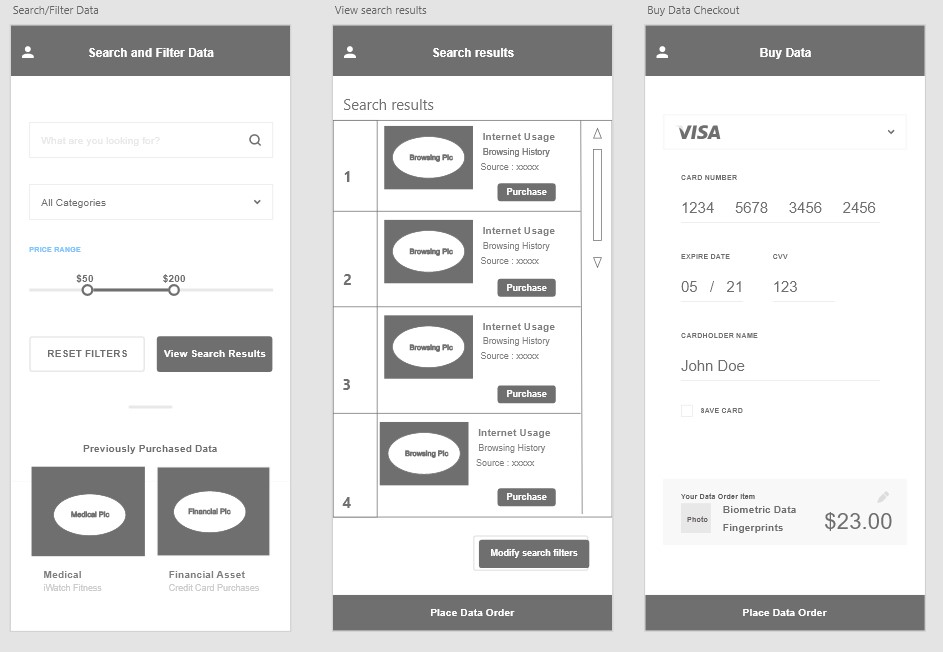 Search/Filter Data
Search and Filter Data
What are you looking for?
All Categories
PRICE RANGE
$50 $200
RESET FILTERS View Search Results
Previously Purchased Data
Medical Pic Financial Pic
Medical Financial Asset
iWatch Fitness Credit Card Purchases
View search results
Search results
Search results
1
Browsing Pic
Internet Usage
Browsing History
Source : xxxxx
Purchase
2
Browsing Pic
Internet Usage
Browsing History
Source : xxxxx
Purchase
3
Browsing Pic
Internet Usage
Browsing History
Source : xxxxx
Purchase
4
Browsing Pic
Internet Usage
Browsing History
Source : xxxxx
Purchase
Modify search filters
Place Data Order
Buy Data Checkout
Buy Data
VISA
CARD NUMBER
1234 5678 3456 2456
EXPIRE DATE CVV
05 / 21 123
CARDHOLDER NAME
John Doe
SAVE CARD
Your Data Order Item
Photo
Biometric Data
Fingerprints
$23.00
Place Data Order